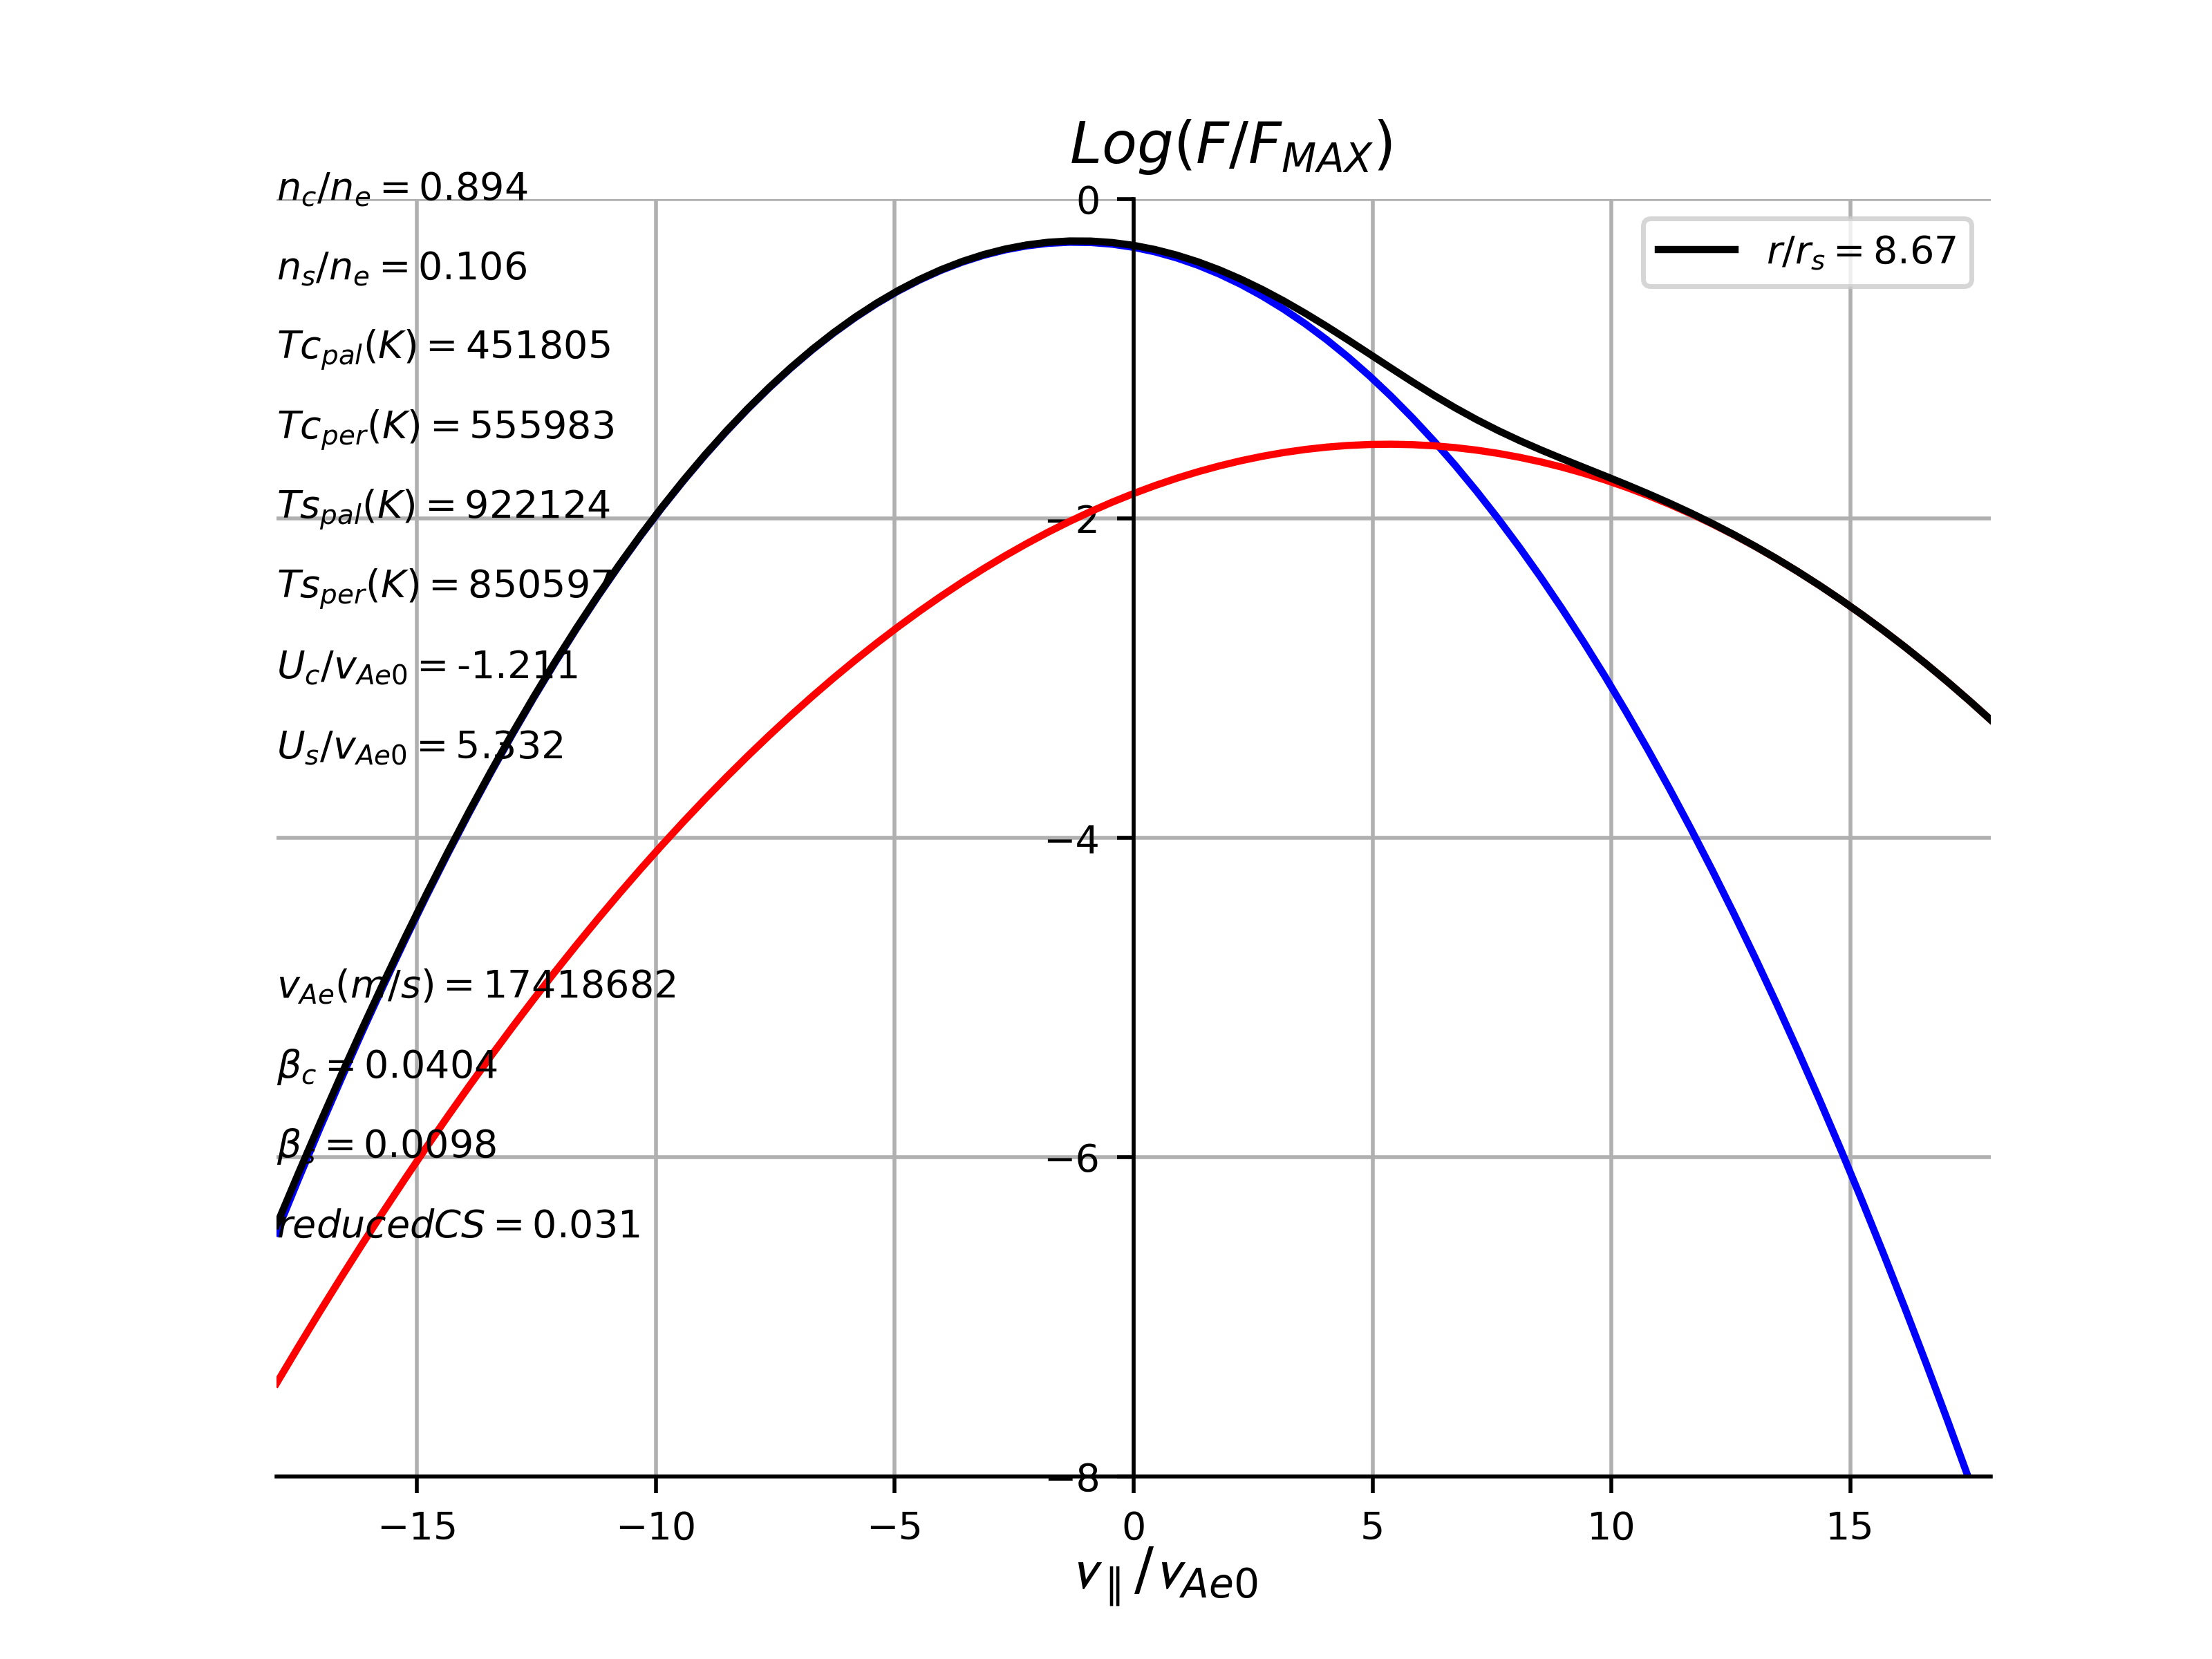 Log(F/F_MAX)
n_c/n_e = 0.894
n_s/n_e = 0.106
Tc_pal(K) = 451805
Tc_per(K) = 555983
Ts_pal(K) = 922124
Ts_per(K) = 850597
U_c/v_Ae0 = -1.211
U_s/v_Ae0 = 5.332
v_Ae(m/s) = 17418682
β_c = 0.0404
β_s = 0.0098
reducedCS = 0.031
r/r_s = 8.67
0
−2
−4
−6
−8
−15 −10 −5 0 5 10 15
v_∥/v_Ae0